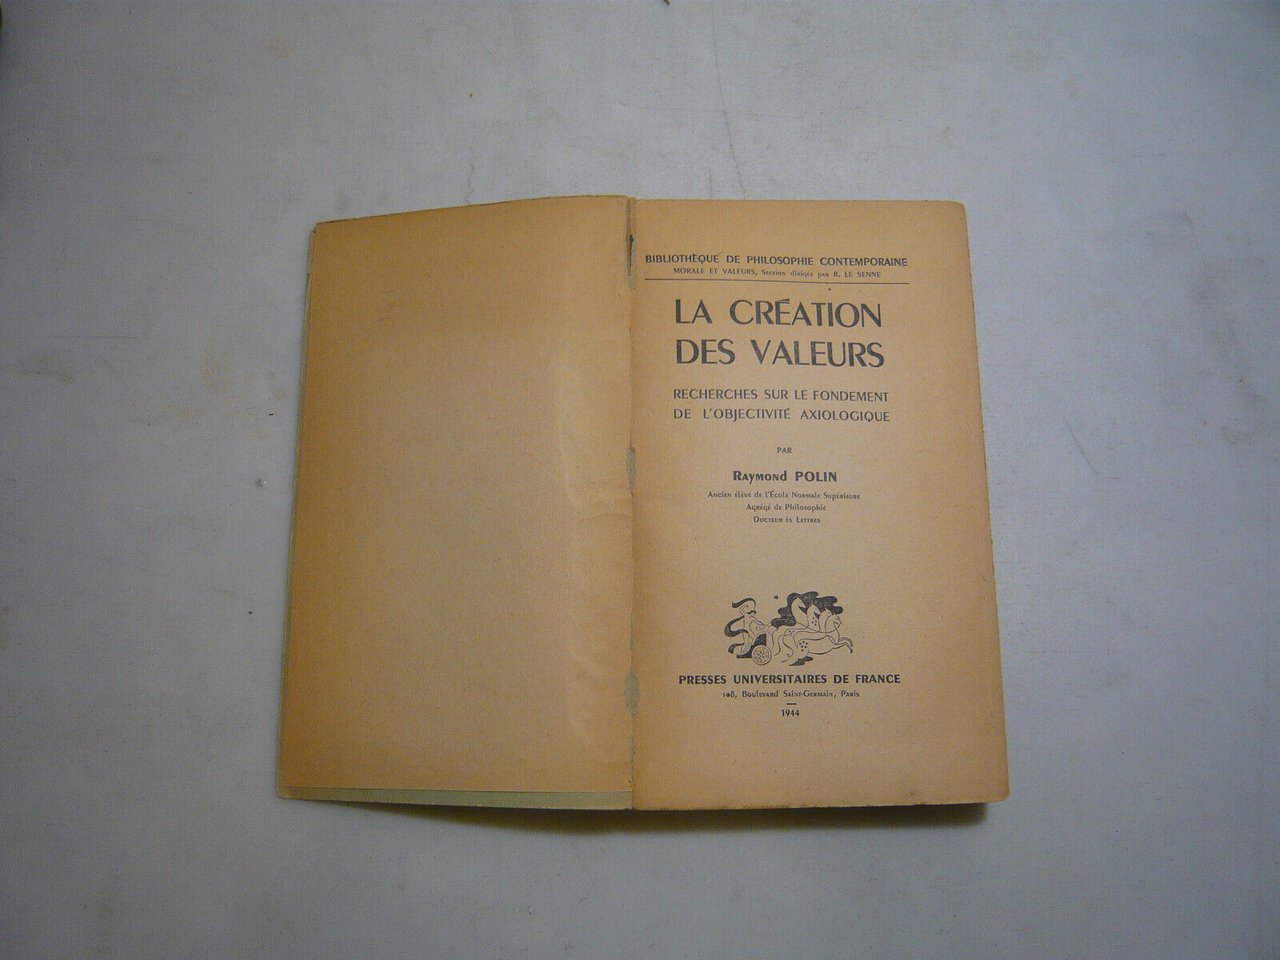 BIBLIOTHÈQUE DE PHILOSOPHIE CONTEMPORAINE
MORALE ET VALEURS, Section dirigée par R. LE SENNE
LA CRÉATION
DES VALEURS
RECHERCHES SUR LE FONDEMENT
DE L'OBJECTIVITÉ AXIOLOGIQUE
PAR
Raymond POLIN
Ancien élève de l'École Normale Supérieure
Agrégé de Philosophie
Docteur ès Lettres
PRESSES UNIVERSITAIRES DE FRANCE
108, Boulevard Saint-Germain, Paris
1944